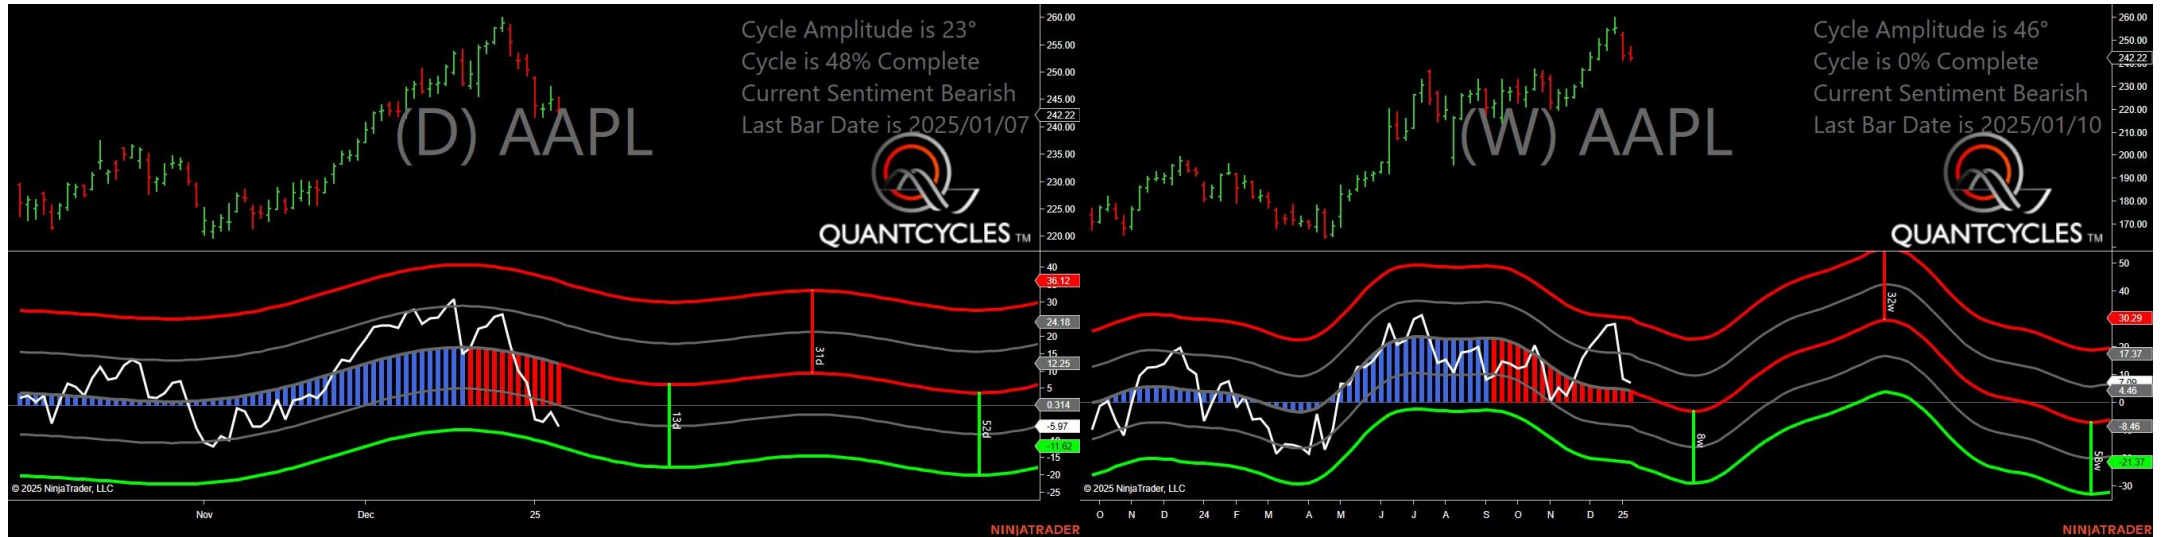 Cycle Amplitude is 23°
Cycle is 48% Complete
Current Sentiment Bearish
Last Bar Date is 2025/01/07
(D) AAPL
QUANTCYCLES TM
260.00
255.00
250.00
245.00
242.22
240.00
235.00
230.00
225.00
220.00
40
36.12
30
24.18
20
15
12.25
10
5
0.314
-5.97
-11.62
-15
-20
-25
13d
31d
52d
© 2025 NinjaTrader, LLC
Nov
Dec
25
NINJATRADER
Cycle Amplitude is 46°
Cycle is 0% Complete
Current Sentiment Bearish
Last Bar Date is 2025/01/10
(W) AAPL
QUANTCYCLES TM
260.00
250.00
242.22
230.00
220.00
210.00
200.00
190.00
180.00
170.00
50
40
30.29
20
17.37
10
7.09
4.46
0
-8.46
-21.37
-30
8w
32w
58w
© 2025 NinjaTrader, LLC
O N D 24 F M A M J J A S O N D 25
NINJATRADER